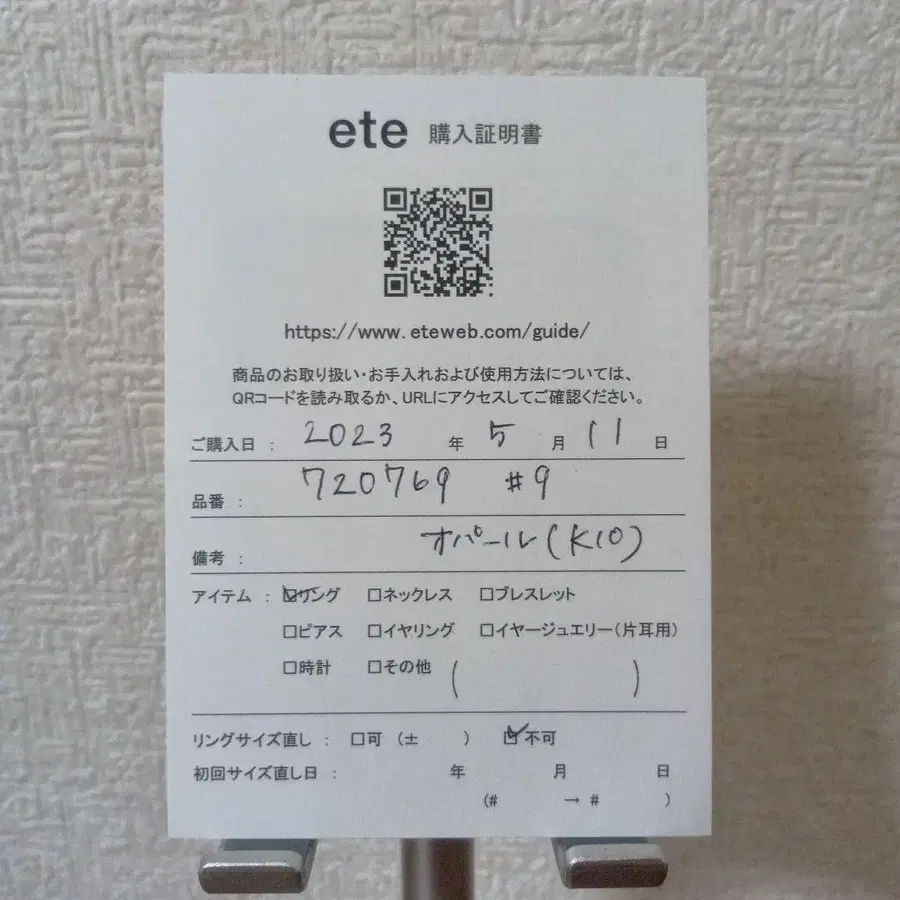 ete 購入証明書
https://www.eteweb.com/guide/
商品のお取り扱い・お手入れおよび使用方法については、
QRコードを読み取るか、URLにアクセスしてご確認ください。
ご購入日 : 2023 年 5 月 11 日
品番 : 720769 #9
備考 : オパール(K10)
アイテム : ☑リング □ネックレス □ブレスレット
□ピアス □イヤリング □イヤージュエリー(片耳用)
□時計 □その他 ( )
リングサイズ直し : □可 (± ) ☑不可
初回サイズ直し日 : 年 月 日
(# → # )